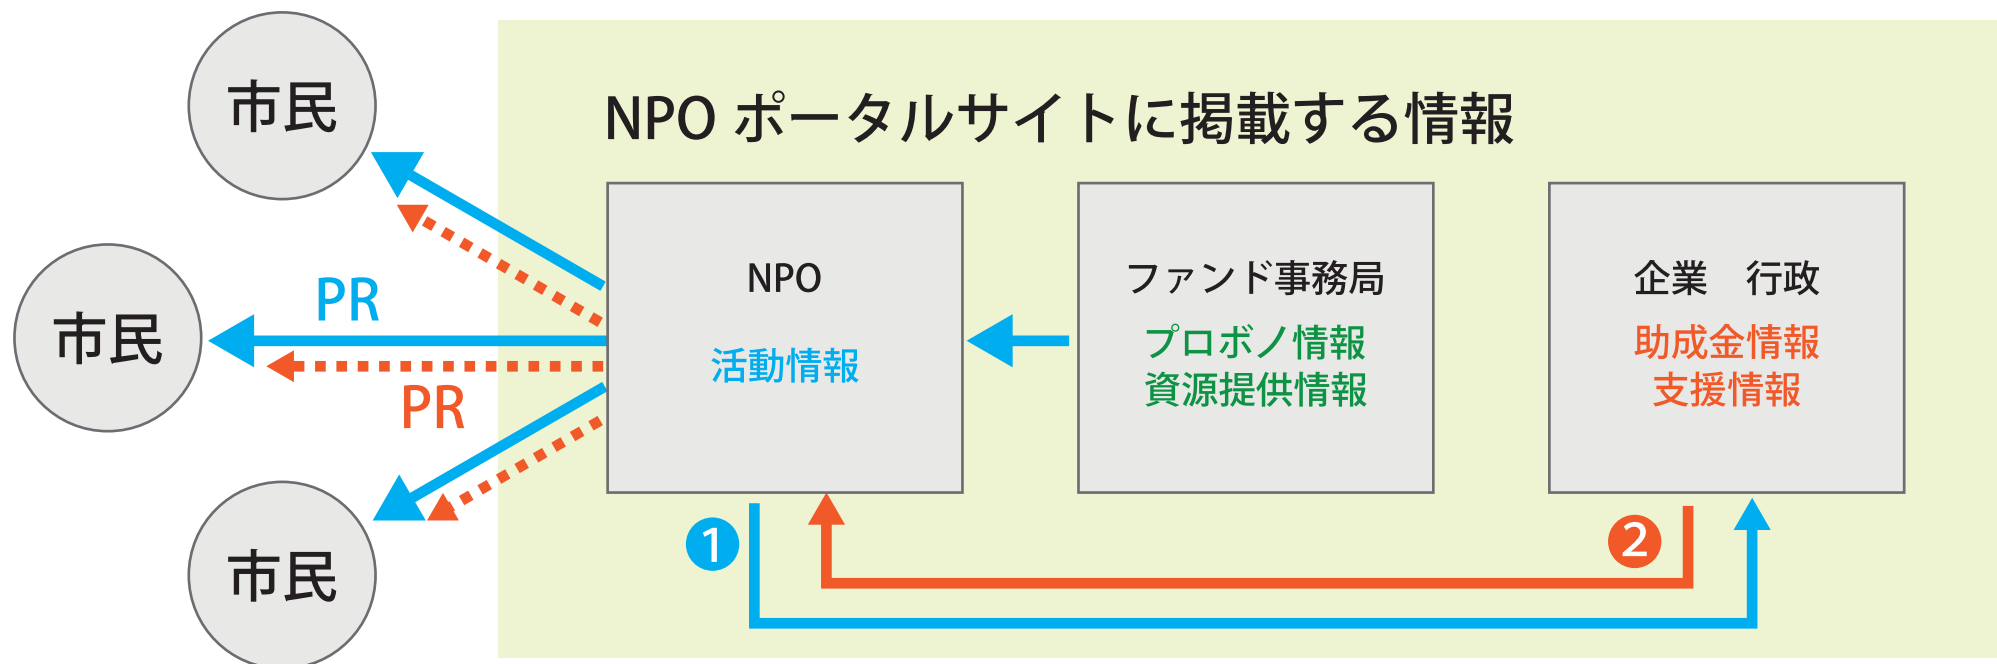 NPO ポータルサイトに掲載する情報
市民
市民
市民
PR
PR
NPO
活動情報
ファンド事務局
プロボノ情報
資源提供情報
企業　行政
助成金情報
支援情報
1
2